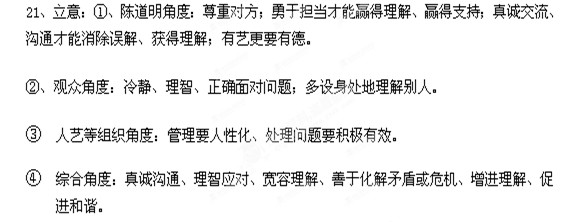 21、立意：①、陈道明角度：尊重对方；勇于担当才能赢得理解、赢得支持；真诚交流、
沟通才能消除误解、获得理解；有艺更要有德。
②、观众角度：冷静、理智、正确面对问题；多设身处地理解别人。
③ 人艺等组织角度：管理要人性化、处理问题要积极有效。
④ 综合角度：真诚沟通、理智应对、宽容理解、善于化解矛盾或危机、增进理解、促
进和谐。